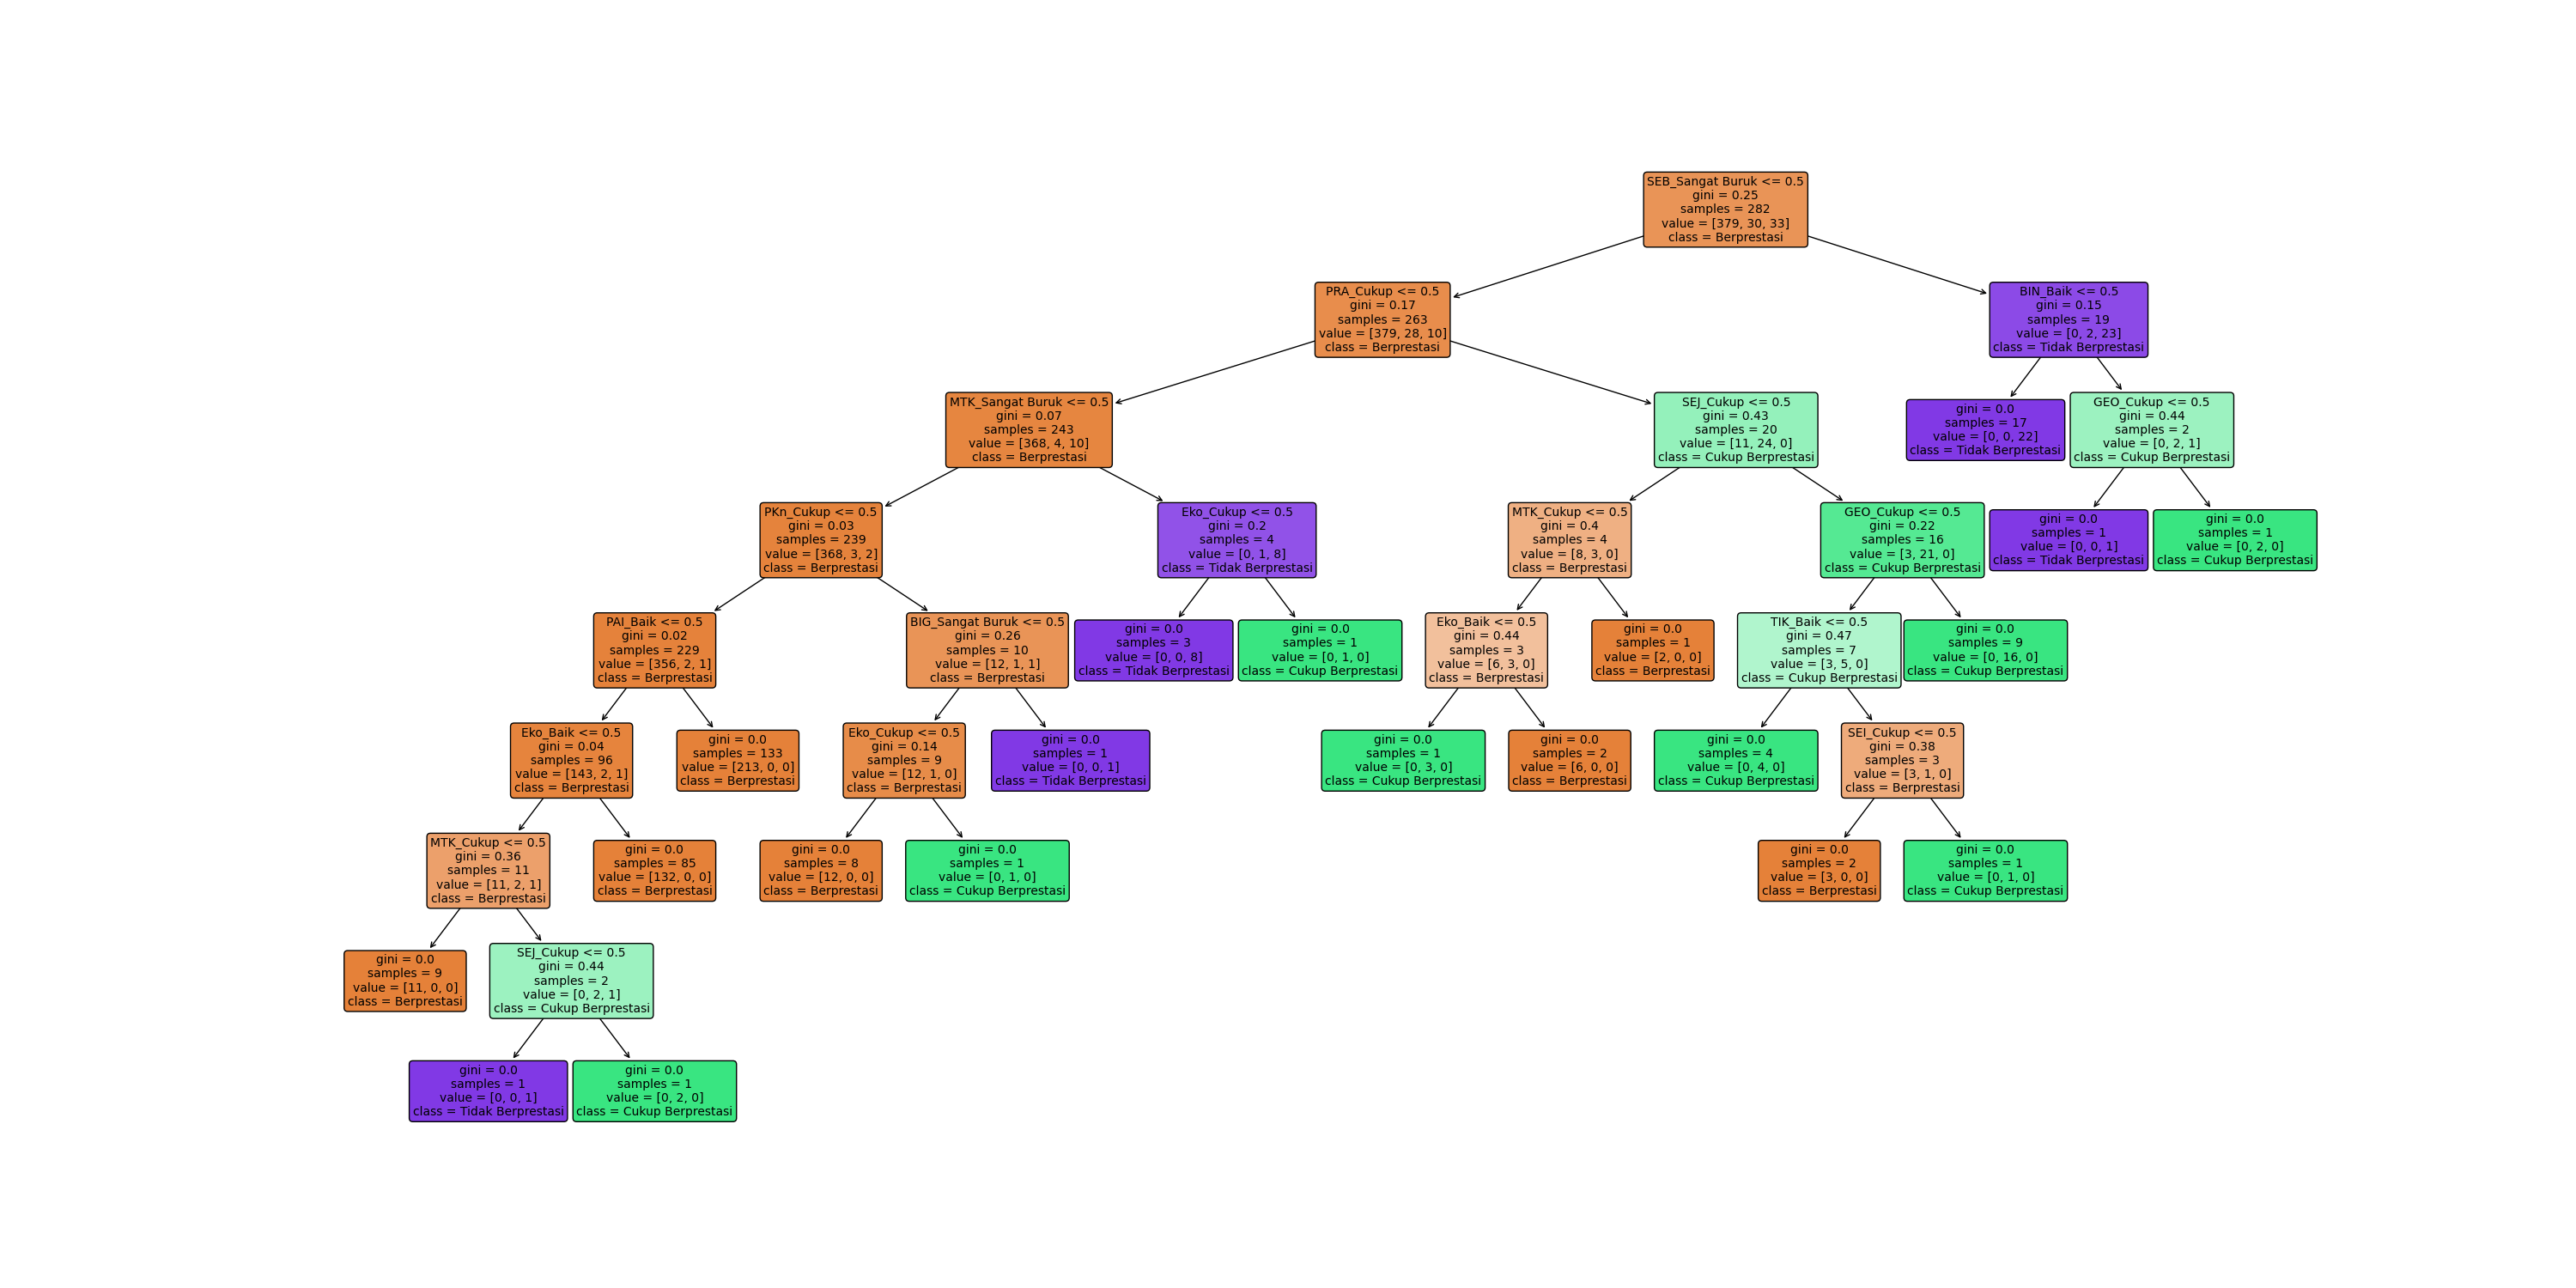 SEB_Sangat Buruk <= 0.5
gini = 0.25
samples = 282
value = [379, 30, 33]
class = Berprestasi
PRA_Cukup <= 0.5
gini = 0.17
samples = 263
value = [379, 28, 10]
class = Berprestasi
BIN_Baik <= 0.5
gini = 0.15
samples = 19
value = [0, 2, 23]
class = Tidak Berprestasi
MTK_Sangat Buruk <= 0.5
gini = 0.07
samples = 243
value = [368, 4, 10]
class = Berprestasi
SEJ_Cukup <= 0.5
gini = 0.43
samples = 20
value = [11, 24, 0]
class = Cukup Berprestasi
gini = 0.0
samples = 17
value = [0, 0, 22]
class = Tidak Berprestasi
GEO_Cukup <= 0.5
gini = 0.44
samples = 2
value = [0, 2, 1]
class = Cukup Berprestasi
PKn_Cukup <= 0.5
gini = 0.03
samples = 239
value = [368, 3, 2]
class = Berprestasi
Eko_Cukup <= 0.5
gini = 0.2
samples = 4
value = [0, 1, 8]
class = Tidak Berprestasi
MTK_Cukup <= 0.5
gini = 0.4
samples = 4
value = [8, 3, 0]
class = Berprestasi
GEO_Cukup <= 0.5
gini = 0.22
samples = 16
value = [3, 21, 0]
class = Cukup Berprestasi
gini = 0.0
samples = 1
value = [0, 0, 1]
class = Tidak Berprestasi
gini = 0.0
samples = 1
value = [0, 2, 0]
class = Cukup Berprestasi
PAI_Baik <= 0.5
gini = 0.02
samples = 229
value = [356, 2, 1]
class = Berprestasi
BIG_Sangat Buruk <= 0.5
gini = 0.26
samples = 10
value = [12, 1, 1]
class = Berprestasi
gini = 0.0
samples = 3
value = [0, 0, 8]
class = Tidak Berprestasi
gini = 0.0
samples = 1
value = [0, 1, 0]
class = Cukup Berprestasi
Eko_Baik <= 0.5
gini = 0.44
samples = 3
value = [6, 3, 0]
class = Berprestasi
gini = 0.0
samples = 1
value = [2, 0, 0]
class = Berprestasi
TIK_Baik <= 0.5
gini = 0.47
samples = 7
value = [3, 5, 0]
class = Cukup Berprestasi
gini = 0.0
samples = 9
value = [0, 16, 0]
class = Cukup Berprestasi
Eko_Baik <= 0.5
gini = 0.04
samples = 96
value = [143, 2, 1]
class = Berprestasi
gini = 0.0
samples = 133
value = [213, 0, 0]
class = Berprestasi
Eko_Cukup <= 0.5
gini = 0.14
samples = 9
value = [12, 1, 0]
class = Berprestasi
gini = 0.0
samples = 1
value = [0, 0, 1]
class = Tidak Berprestasi
gini = 0.0
samples = 1
value = [0, 3, 0]
class = Cukup Berprestasi
gini = 0.0
samples = 2
value = [6, 0, 0]
class = Berprestasi
gini = 0.0
samples = 4
value = [0, 4, 0]
class = Cukup Berprestasi
SEI_Cukup <= 0.5
gini = 0.38
samples = 3
value = [3, 1, 0]
class = Berprestasi
MTK_Cukup <= 0.5
gini = 0.36
samples = 11
value = [11, 2, 1]
class = Berprestasi
gini = 0.0
samples = 85
value = [132, 0, 0]
class = Berprestasi
gini = 0.0
samples = 8
value = [12, 0, 0]
class = Berprestasi
gini = 0.0
samples = 1
value = [0, 1, 0]
class = Cukup Berprestasi
gini = 0.0
samples = 2
value = [3, 0, 0]
class = Berprestasi
gini = 0.0
samples = 1
value = [0, 1, 0]
class = Cukup Berprestasi
gini = 0.0
samples = 9
value = [11, 0, 0]
class = Berprestasi
SEJ_Cukup <= 0.5
gini = 0.44
samples = 2
value = [0, 2, 1]
class = Cukup Berprestasi
gini = 0.0
samples = 1
value = [0, 0, 1]
class = Tidak Berprestasi
gini = 0.0
samples = 1
value = [0, 2, 0]
class = Cukup Berprestasi